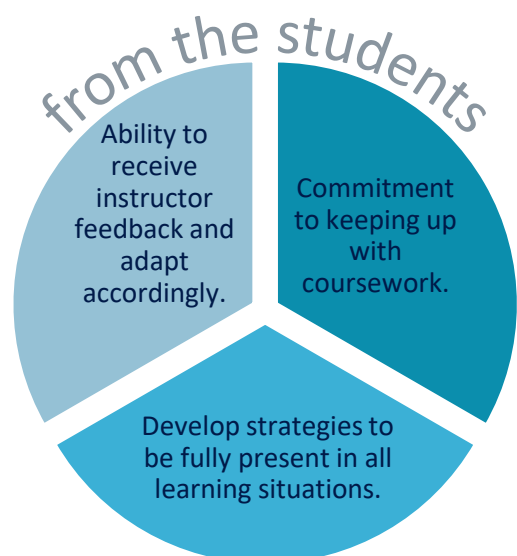 from the students
Ability to
receive
instructor
feedback and
adapt
accordingly.
Commitment
to keeping up
with
coursework.
Develop strategies to
be fully present in all
learning situations.